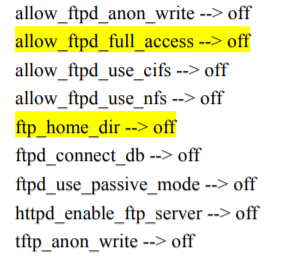 allow_ftpd_anon_write --> off
allow_ftpd_full_access --> off
allow_ftpd_use_cifs --> off
allow_ftpd_use_nfs --> off
ftp_home_dir --> off
ftpd_connect_db --> off
ftpd_use_passive_mode --> off
httpd_enable_ftp_server --> off
tftp_anon_write --> off